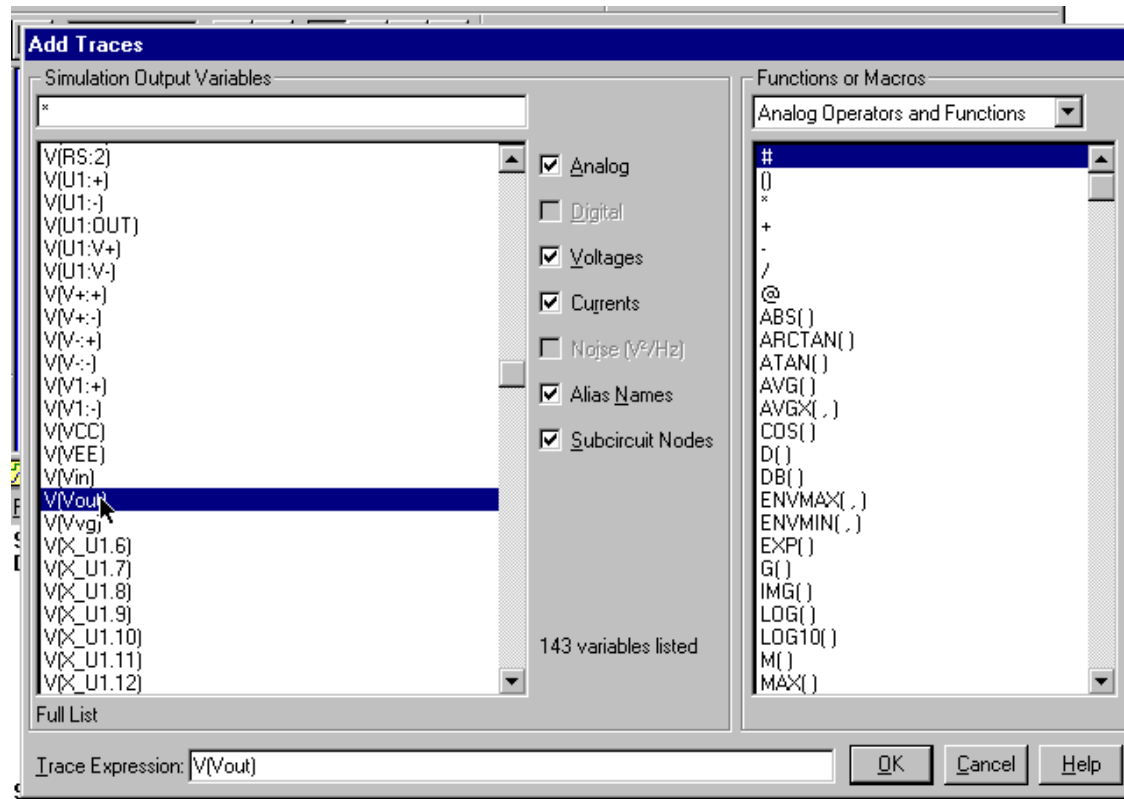 Add Traces
Simulation Output Variables
*
V(RS:2)
V(U1:+)
V(U1:-)
V(U1:OUT)
V(U1:V+)
V(U1:V-)
V(V+:+)
V(V+:-)
V(V-:+)
V(V-:-)
V(V1:+)
V(V1:-)
V(VCC)
V(VEE)
V(Vin)
V(Vout)
V(Vvg)
V(X_U1.6)
V(X_U1.7)
V(X_U1.8)
V(X_U1.9)
V(X_U1.10)
V(X_U1.11)
V(X_U1.12)
Full List
Analog
Digital
Voltages
Currents
Noise (V²/Hz)
Alias Names
Subcircuit Nodes
143 variables listed
Functions or Macros
Analog Operators and Functions
#
()
*
+
-
/
@
ABS( )
ARCTAN( )
ATAN( )
AVG( )
AVGX( , )
COS( )
D( )
DB( )
ENVMAX( , )
ENVMIN( , )
EXP( )
G( )
IMG( )
LOG( )
LOG10( )
M( )
MAX( )
Trace Expression: V(Vout)
OK
Cancel
Help